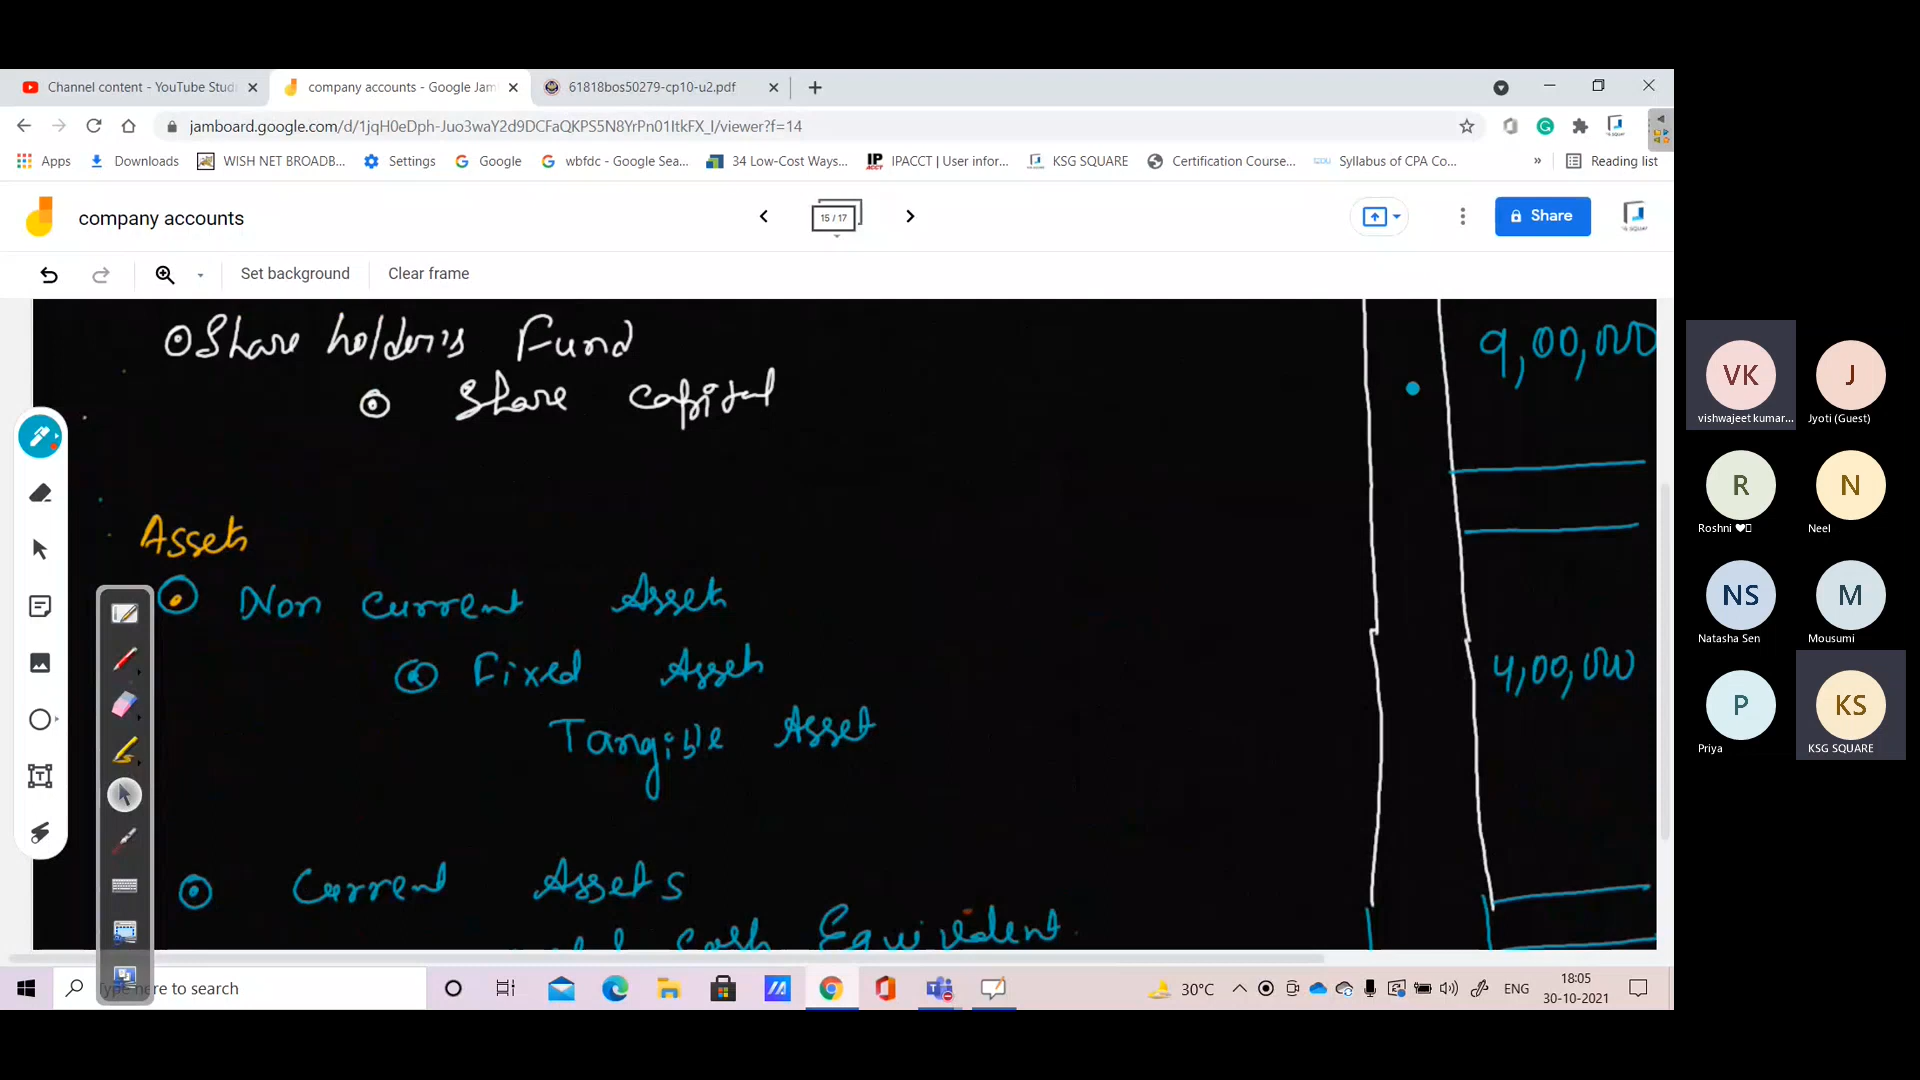 Channel content - YouTube Stud
company accounts - Google Jam
61818bos50279-cp10-u2.pdf
jamboard.google.com/d/1jqH0eDph-Juo3waY2d9DCFaQKPS5N8YrPn01ItkFX_I/viewer?f=14
Apps
Downloads
WISH NET BROADB...
Settings
Google
wbfdc - Google Sea...
34 Low-Cost Ways...
IPACCT | User infor...
KSG SQUARE
Certification Course...
Syllabus of CPA Co...
»
Reading list
company accounts
15 / 17
Share
Set background
Clear frame
Share holder's Fund
9,00,000
Share capital
Assets
Non Current Asset
Fixed Asset
4,00,000
Tangible Asset
Current Assets
Cash Equivalent
VK
vishwajeet kumar...
J
Jyoti (Guest)
R
Roshni ❤
N
Neel
NS
Natasha Sen
M
Mousumi
P
Priya
KS
KSG SQUARE
Type here to search
30°C
ENG
18:05
30-10-2021